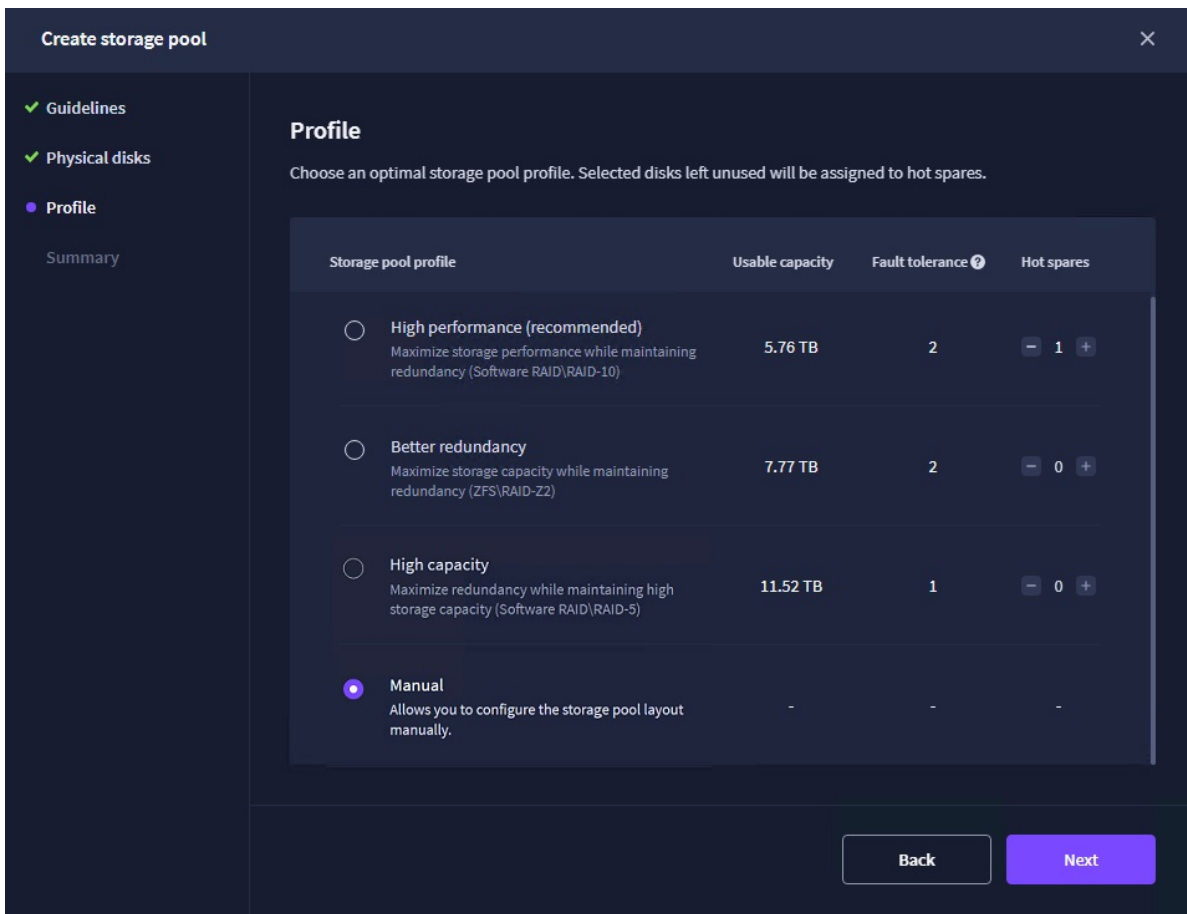 Create storage pool
Guidelines
Physical disks
Profile
Summary
Profile
Choose an optimal storage pool profile. Selected disks left unused will be assigned to hot spares.
Storage pool profile Usable capacity Fault tolerance ? Hot spares
High performance (recommended)
Maximize storage performance while maintaining
redundancy (Software RAID\RAID-10)
5.76 TB 2 − 1 +
Better redundancy
Maximize storage capacity while maintaining
redundancy (ZFS\RAID-Z2)
7.77 TB 2 − 0 +
High capacity
Maximize redundancy while maintaining high
storage capacity (Software RAID\RAID-5)
11.52 TB 1 − 0 +
Manual
Allows you to configure the storage pool layout
manually.
- - -
Back Next